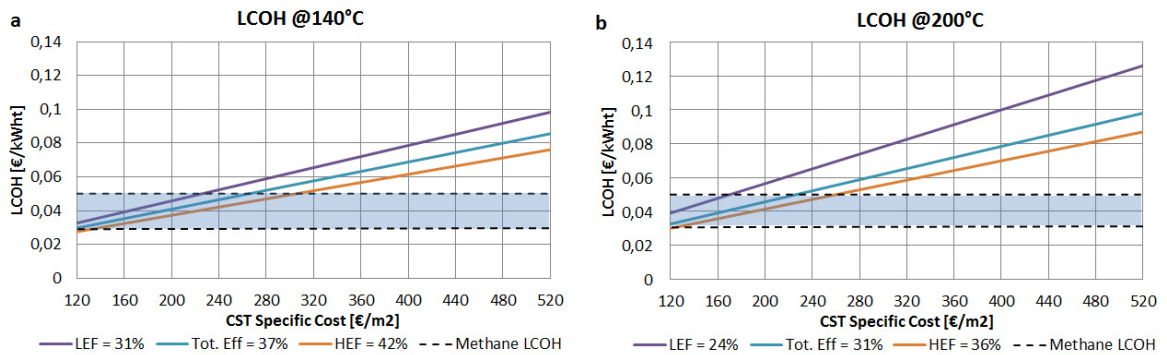 a
LCOH @140°C
LCOH [€/kWht]
0,14
0,12
0,1
0,08
0,06
0,04
0,02
0
120 160 200 240 280 320 360 400 440 480 520
CST Specific Cost [€/m2]
LEF = 31% Tot. Eff = 37% HEF = 42% Methane LCOH
b
LCOH @200°C
LCOH [€/kWht]
0,14
0,12
0,10
0,08
0,06
0,04
0,02
0
120 160 200 240 280 320 360 400 440 480 520
CST Specific Cost [€/m2]
LEF = 24% Tot. Eff = 31% HEF = 36% Methane LCOH